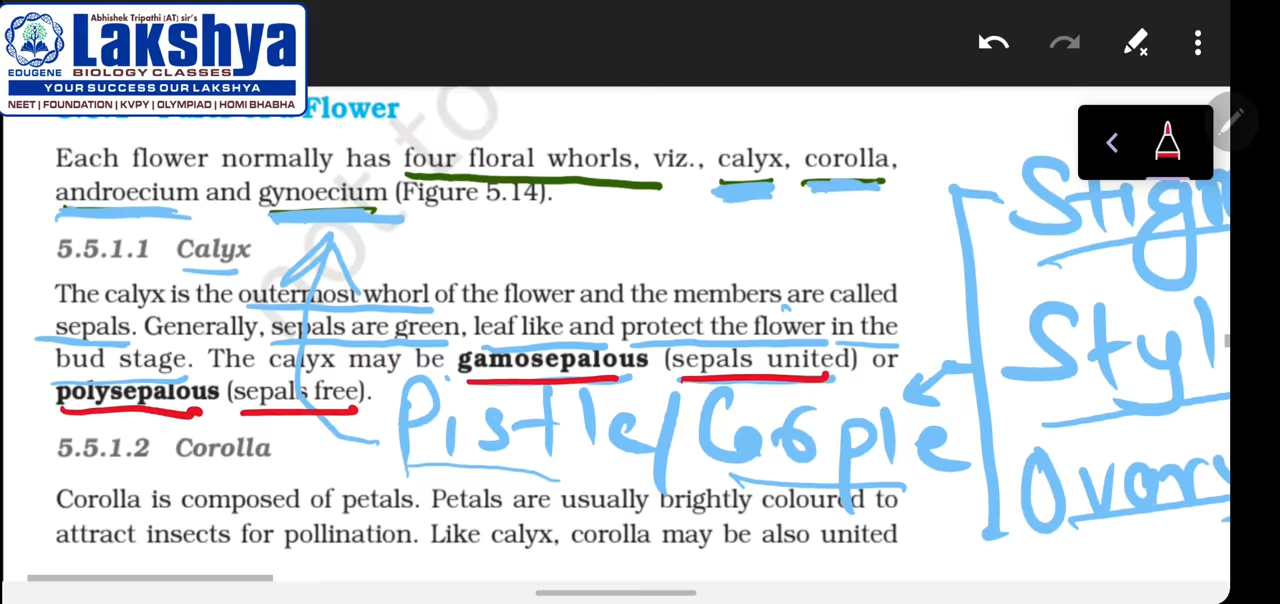 Abhishek Tripathi (AT) sir's
Lakshya
EDUGENE BIOLOGY CLASSES
YOUR SUCCESS OUR LAKSHYA
NEET | FOUNDATION | KVPY | OLYMPIAD | HOMI BHABHA
Flower
Each flower normally has four floral whorls, viz., calyx, corolla,
androecium and gynoecium (Figure 5.14).
5.5.1.1 Calyx
The calyx is the outermost whorl of the flower and the members are called
sepals. Generally, sepals are green, leaf like and protect the flower in the
bud stage. The calyx may be gamosepalous (sepals united) or
polysepalous (sepals free).
5.5.1.2 Corolla
Corolla is composed of petals. Petals are usually brightly coloured to
attract insects for pollination. Like calyx, corolla may be also united
not to
Pistle/
Stigm
Styl
Ovary